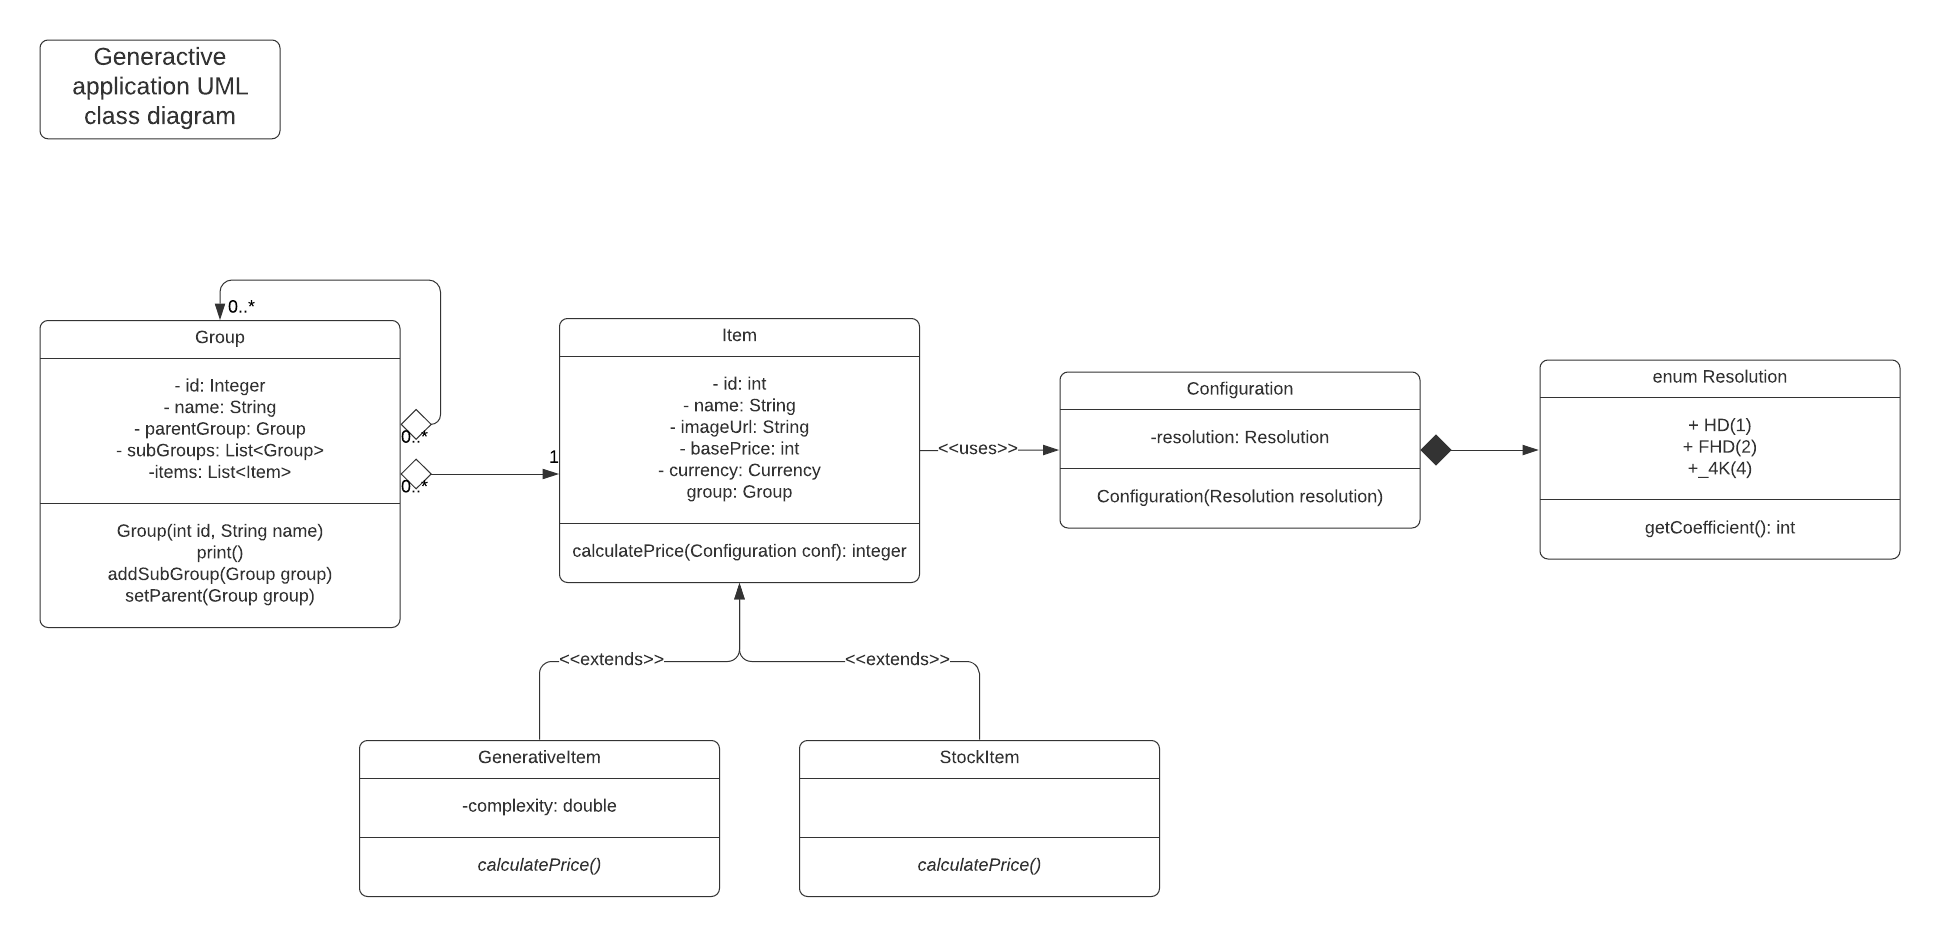 Generactive
application UML
class diagram
0..*
Group
- id: Integer
- name: String
- parentGroup: Group
- subGroups: List<Group>
-items: List<Item>
Group(int id, String name)
print()
addSubGroup(Group group)
setParent(Group group)
0..*
0..*
1
Item
- id: int
- name: String
- imageUrl: String
- basePrice: int
- currency: Currency
group: Group
calculatePrice(Configuration conf): integer
<<uses>>
Configuration
-resolution: Resolution
Configuration(Resolution resolution)
enum Resolution
+ HD(1)
+ FHD(2)
+_4K(4)
getCoefficient(): int
<<extends>>
<<extends>>
GenerativeItem
-complexity: double
calculatePrice()
StockItem
calculatePrice()